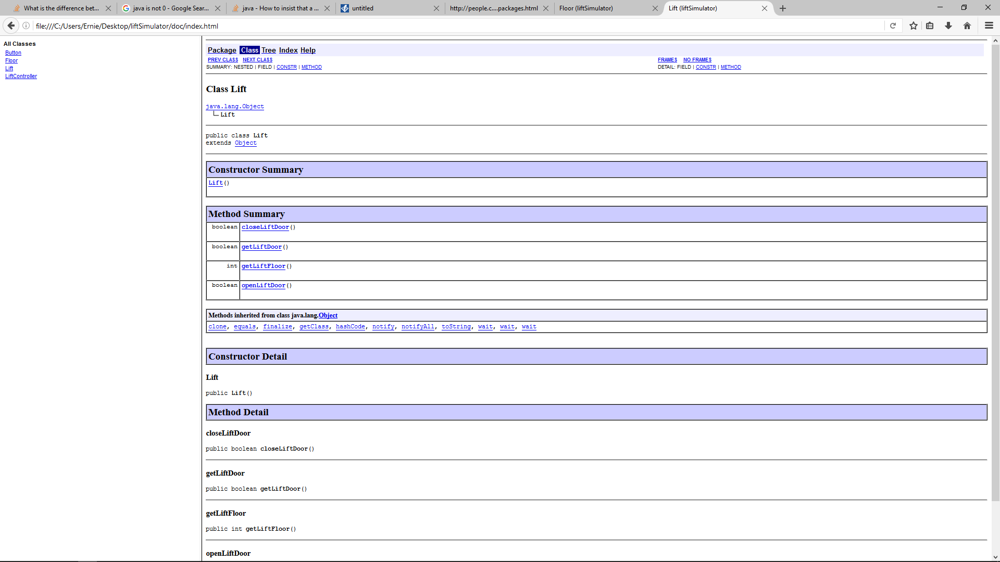 What is the difference bet...
java is not 0 - Google Sear...
java - How to insist that a ...
untitled
http://people.c....packages.html
Floor (liftSimulator)
Lift (liftSimulator)
file:///C:/Users/Ernie/Desktop/liftSimulator/doc/index.html
All Classes
Button
Floor
Lift
LiftController
Package Class Tree Index Help
PREV CLASS NEXT CLASS
FRAMES NO FRAMES
SUMMARY: NESTED | FIELD | CONSTR | METHOD
DETAIL: FIELD | CONSTR | METHOD
Class Lift
java.lang.Object
Lift
public class Lift
extends Object
Constructor Summary
Lift()
Method Summary
boolean closeLiftDoor()
boolean getLiftDoor()
int getLiftFloor()
boolean openLiftDoor()
Methods inherited from class java.lang.Object
clone, equals, finalize, getClass, hashCode, notify, notifyAll, toString, wait, wait, wait
Constructor Detail
Lift
public Lift()
Method Detail
closeLiftDoor
public boolean closeLiftDoor()
getLiftDoor
public boolean getLiftDoor()
getLiftFloor
public int getLiftFloor()
openLiftDoor